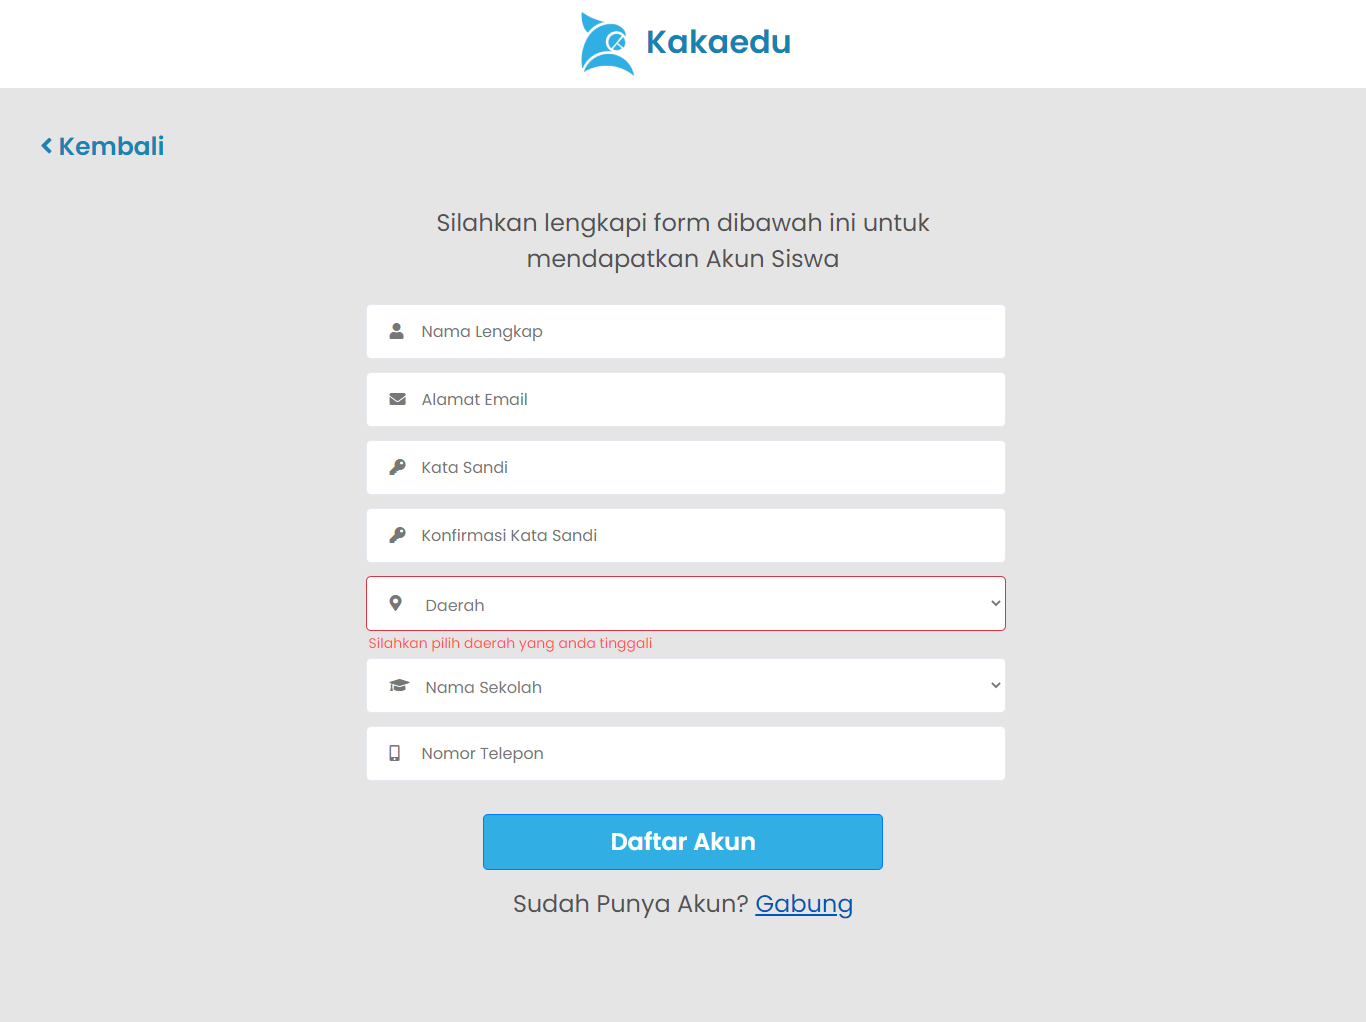 Kakaedu
Kembali
Silahkan lengkapi form dibawah ini untuk
mendapatkan Akun Siswa
Nama Lengkap
Alamat Email
Kata Sandi
Konfirmasi Kata Sandi
Daerah
Silahkan pilih daerah yang anda tinggali
Nama Sekolah
Nomor Telepon
Daftar Akun
Sudah Punya Akun? Gabung